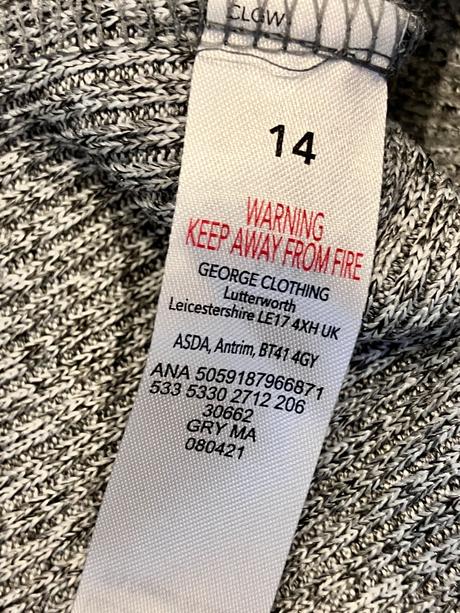 CLGW
14
WARNING
KEEP AWAY FROM FIRE
GEORGE CLOTHING
Lutterworth
Leicestershire LE17 4XH UK
ASDA, Antrim, BT41 4GY
ANA 5059187966871
533 5330 2712 206
30662
GRY MA
080421